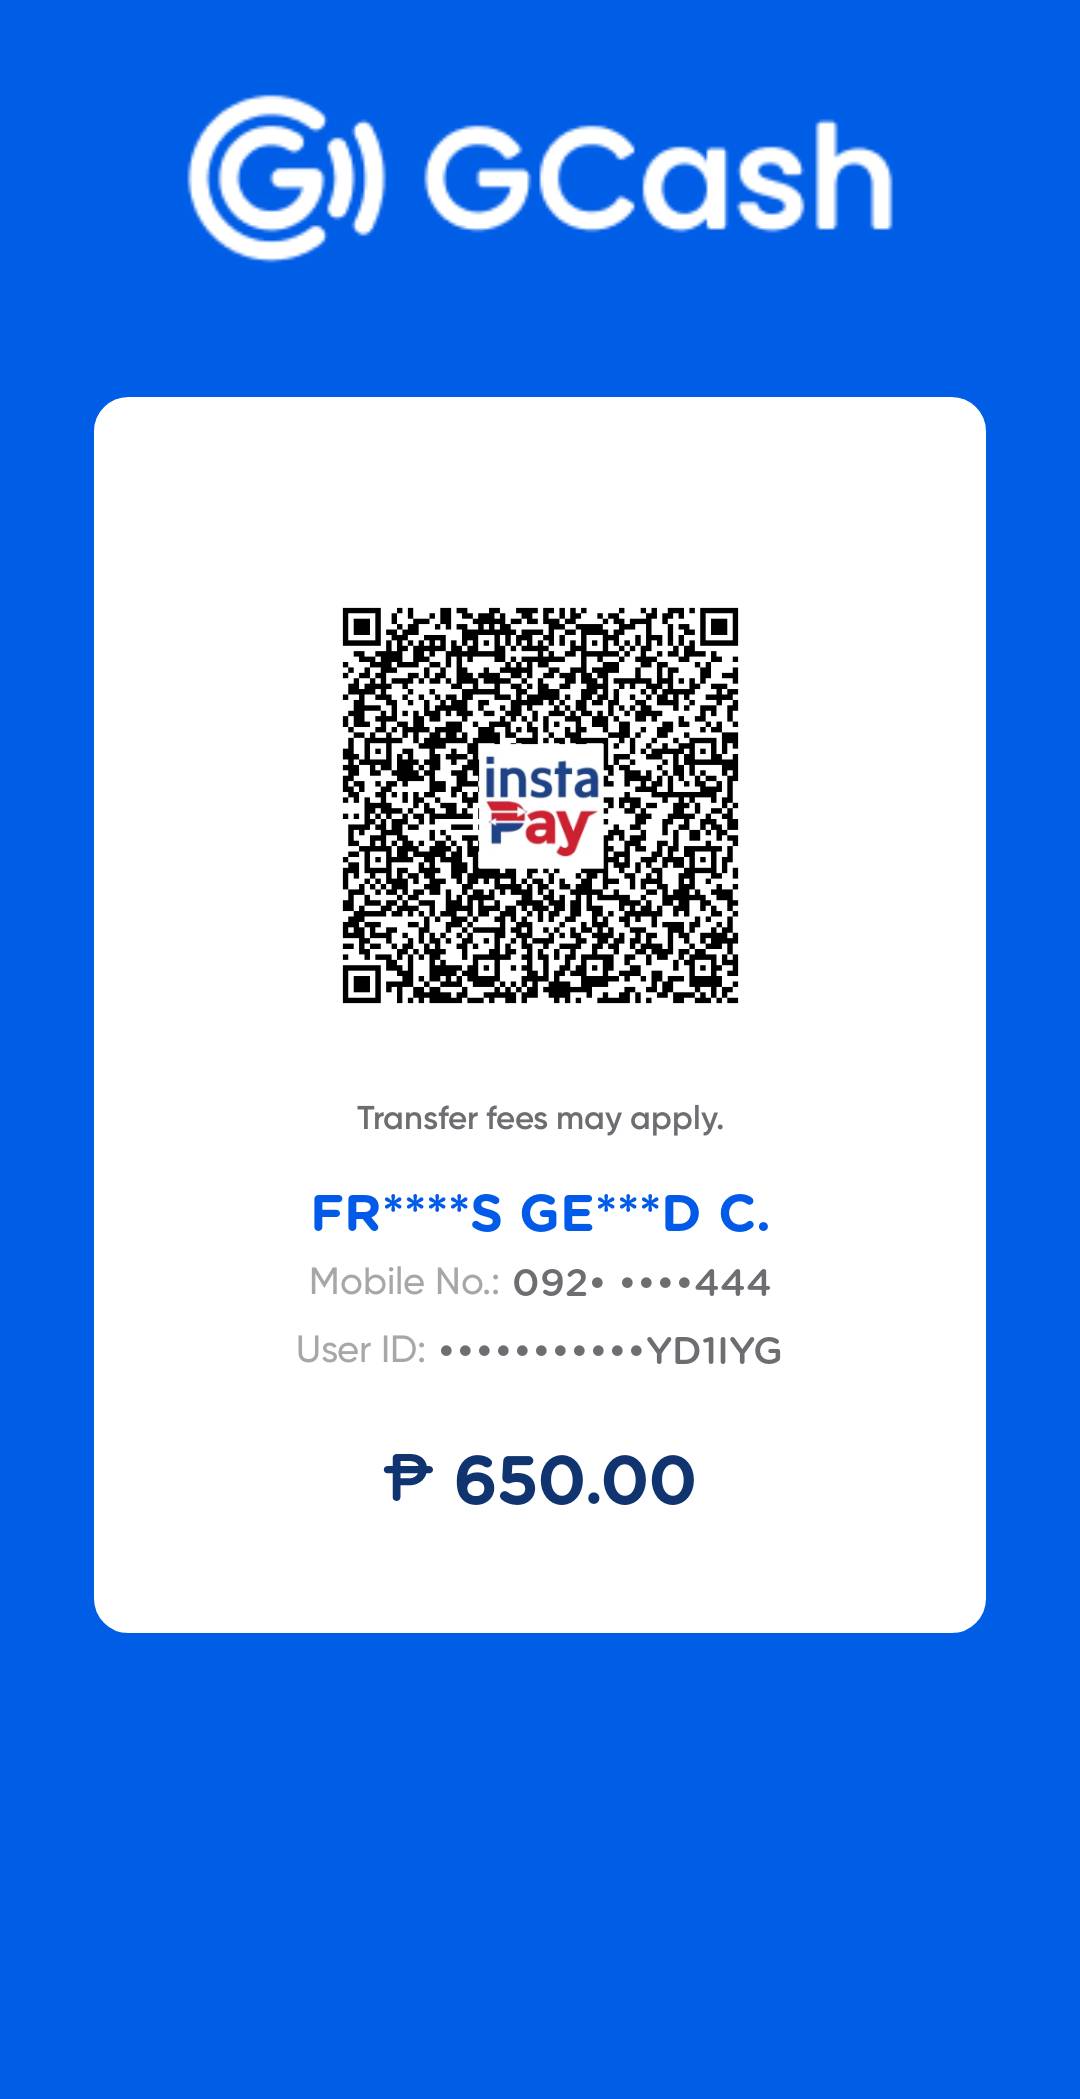 GCash
insta
Pay
Transfer fees may apply.
FR****S GE***D C.
Mobile No.: 092• ••••444
User ID: •••••••••••YD1IYG
₱ 650.00